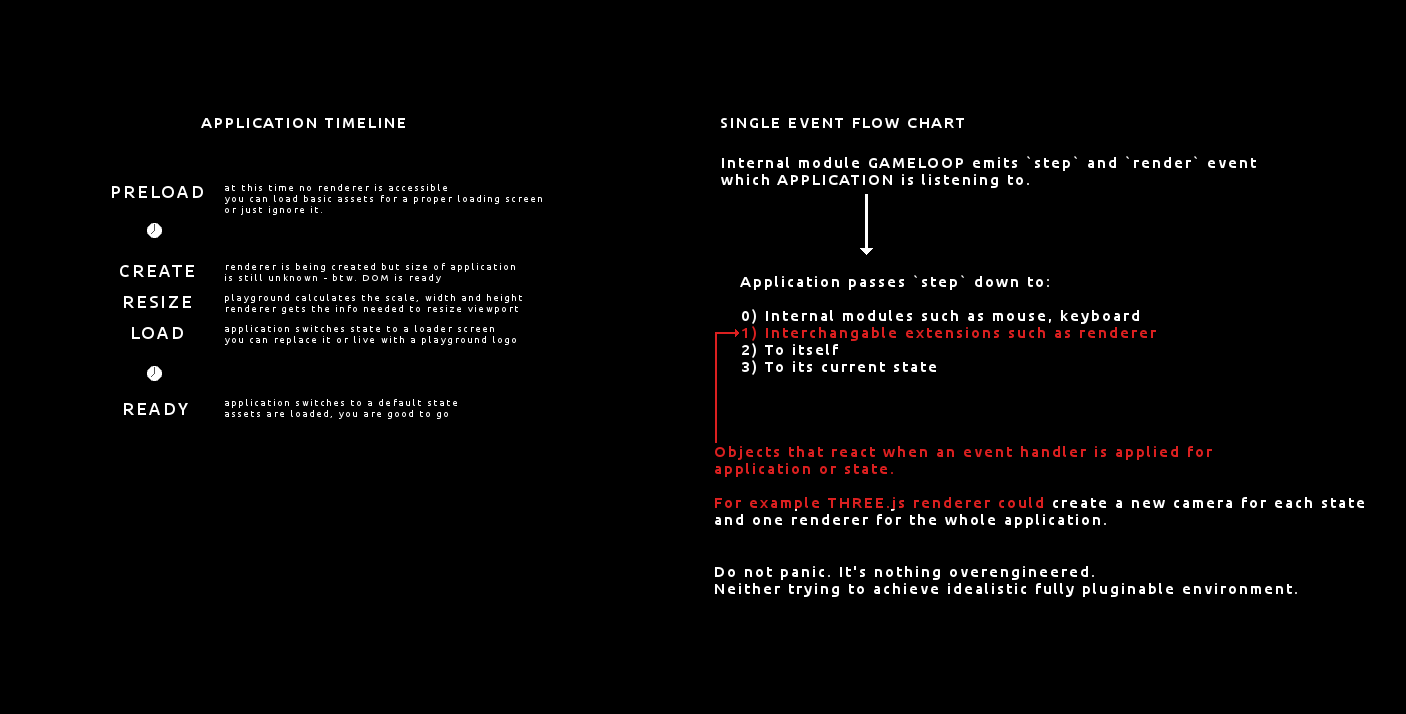 APPLICATION TIMELINE
PRELOAD
at this time no renderer is accessible
you can load basic assets for a proper loading screen
or just ignore it.
CREATE
renderer is being created but size of application
is still unknown - btw. DOM is ready
RESIZE
playground calculates the scale, width and height
renderer gets the info needed to resize viewport
LOAD
application switches state to a loader screen
you can replace it or live with a playground logo
READY
application switches to a default state
assets are loaded, you are good to go
SINGLE EVENT FLOW CHART
Internal module GAMELOOP emits `step` and `render` event
which APPLICATION is listening to.
Application passes `step` down to:
0) Internal modules such as mouse, keyboard
1) Interchangable extensions such as renderer
2) To itself
3) To its current state
Objects that react when an event handler is applied for
application or state.
For example THREE.js renderer could create a new camera for each state
and one renderer for the whole application.
Do not panic. It's nothing overengineered.
Neither trying to achieve idealistic fully pluginable environment.